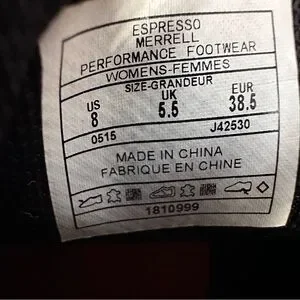 ESPRESSO
MERRELL
PERFORMANCE FOOTWEAR
WOMENS-FEMMES
SIZE-GRANDEUR
US UK EUR
8 5.5 38.5
0515 J42530
MADE IN CHINA
FABRIQUE EN CHINE
1810999